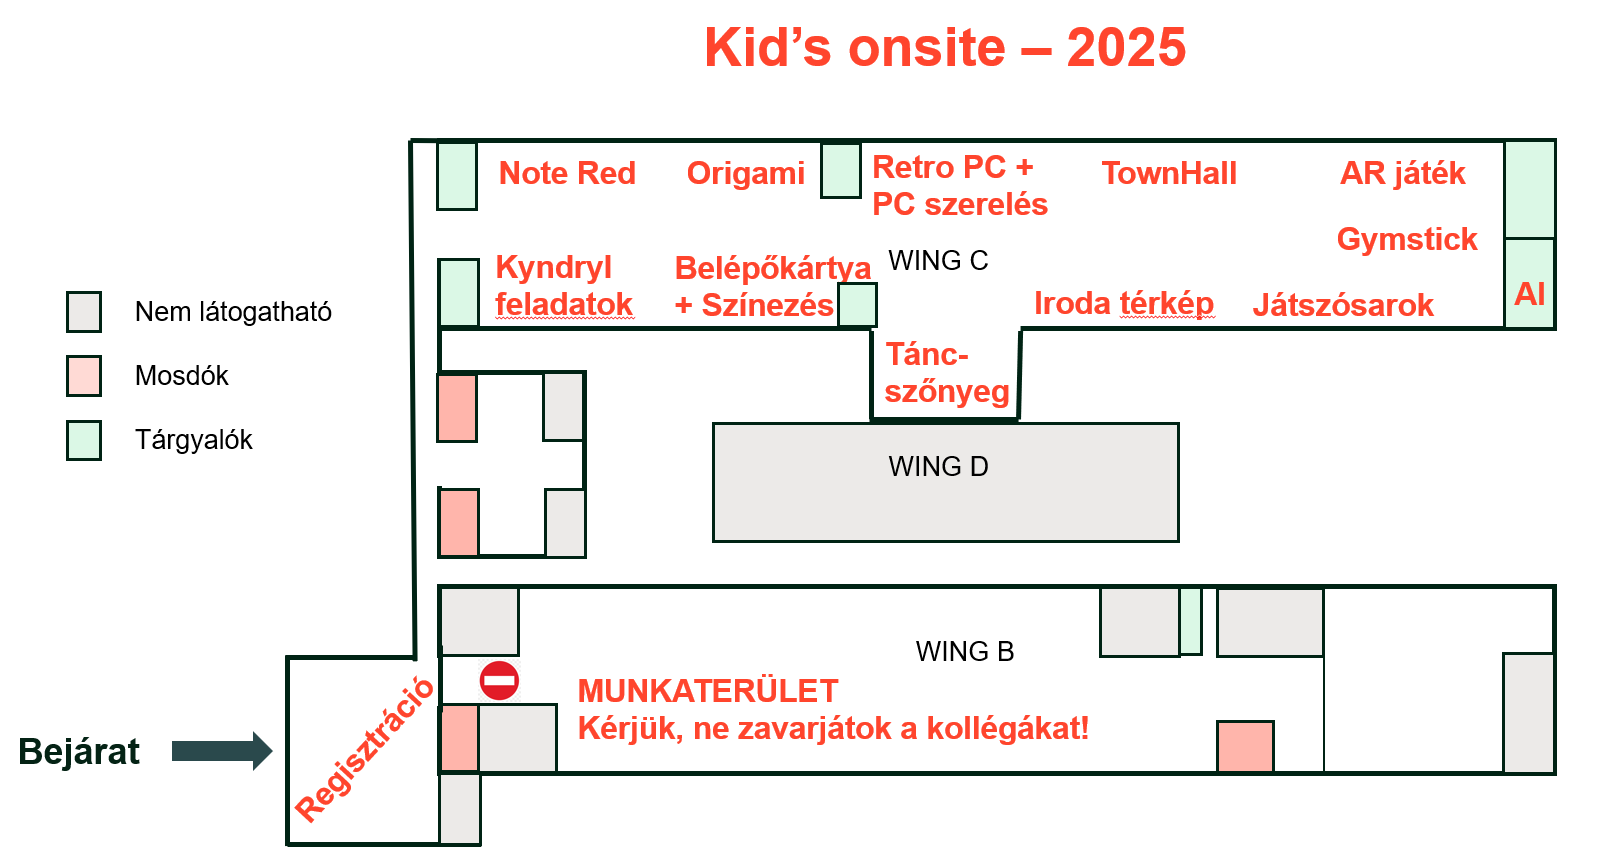 Kid’s onsite – 2025
Note Red
Origami
Retro PC +
PC szerelés
TownHall
AR játék
Gymstick
WING C
Kyndryl
feladatok
Belépőkártya
+ Színezés
Iroda térkép
Játszósarok
AI
Nem látogatható
Mosdók
Tárgyalók
Tánc-
szőnyeg
WING D
WING B
MUNKATERÜLET
Kérjük, ne zavarjátok a kollégákat!
Regisztráció
Bejárat